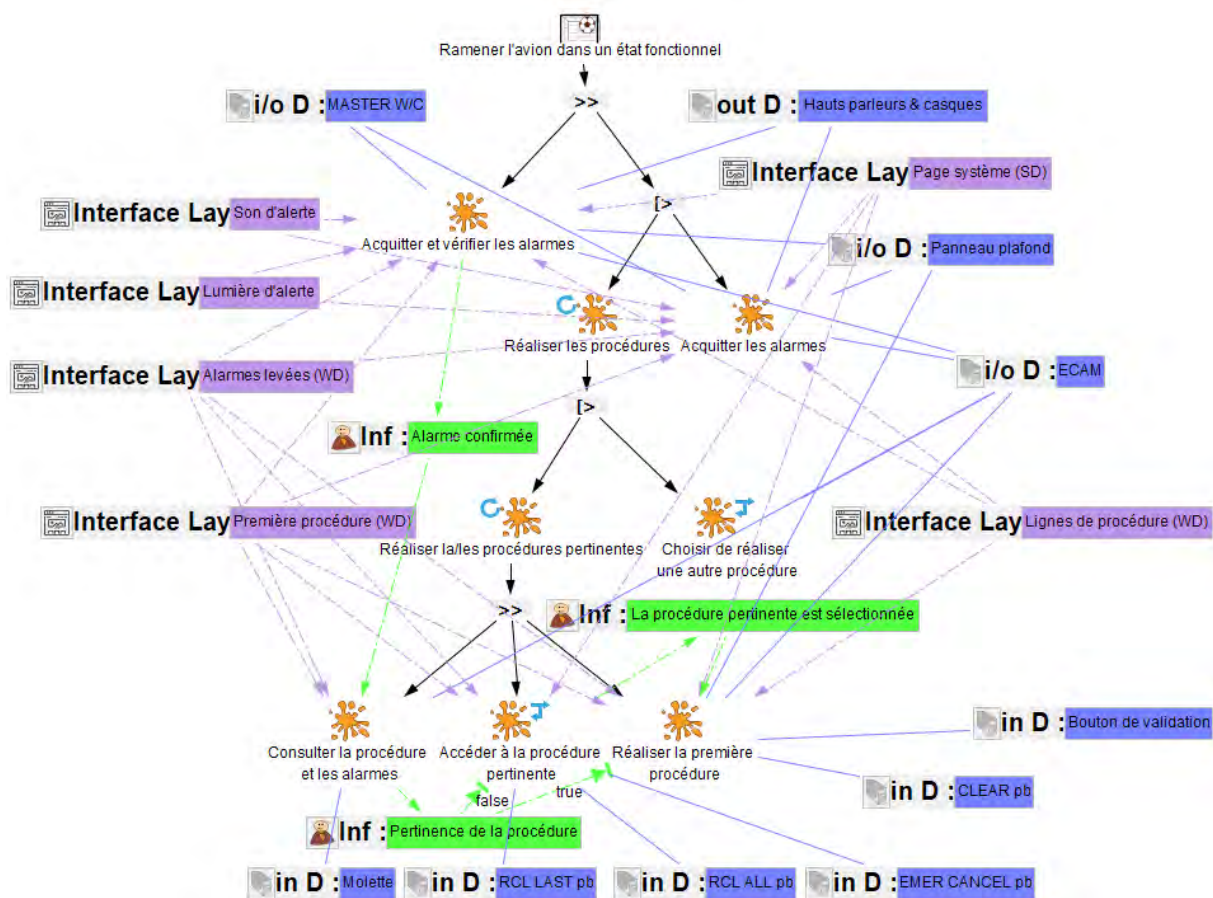 Ramener l'avion dans un état fonctionnel
>>
i/o D : MASTER W/C
out D : Hauts parleurs & casques
Interface Lay Page système (SD)
[>
Interface Lay Son d'alerte
Acquitter et vérifier les alarmes
i/o D : Panneau plafond
Interface Lay Lumière d'alerte
Réaliser les procédures
Acquitter les alarmes
Interface Lay Alarmes levées (WD)
i/o D : ECAM
[>
Inf : Alarme confirmée
Interface Lay Première procédure (WD)
Interface Lay Lignes de procédure (WD)
Réaliser la/les procédures pertinentes
Choisir de réaliser
une autre procédure
>>
Inf : La procédure pertinente est sélectionnée
in D : Bouton de validation
Consulter la procédure
et les alarmes
Accéder à la procédure
pertinente
Réaliser la première
procédure
false
true
in D : CLEAR pb
Inf : Pertinence de la procédure
in D : Molette
in D : RCL LAST pb
in D : RCL ALL pb
in D : EMER CANCEL pb